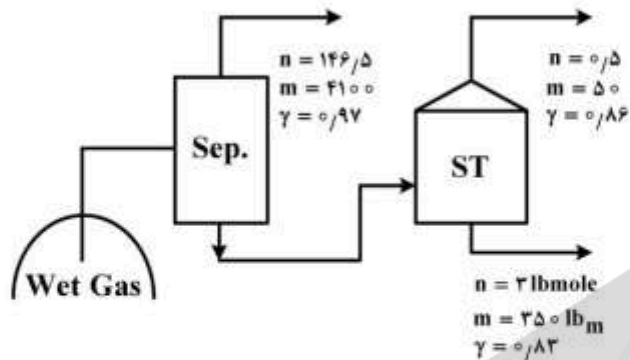 n = ۱۴۶٫۵
m = ۴۱۰۰
γ = ۰٫۹۷
Sep.
n = ۰٫۵
m = ۵۰
γ = ۰٫۸۶
ST
Wet Gas
n = ۳ lbmole
m = ۳۵۰ lbₘ
γ = ۰٫۸۳